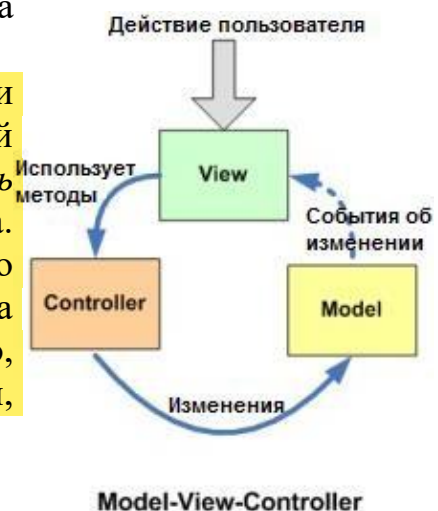 а
Действие пользователя
и
й
ь
а.
о
а
о,
и,
View
Использует
методы
События об
изменении
Controller
Model
Изменения
Model-View-Controller